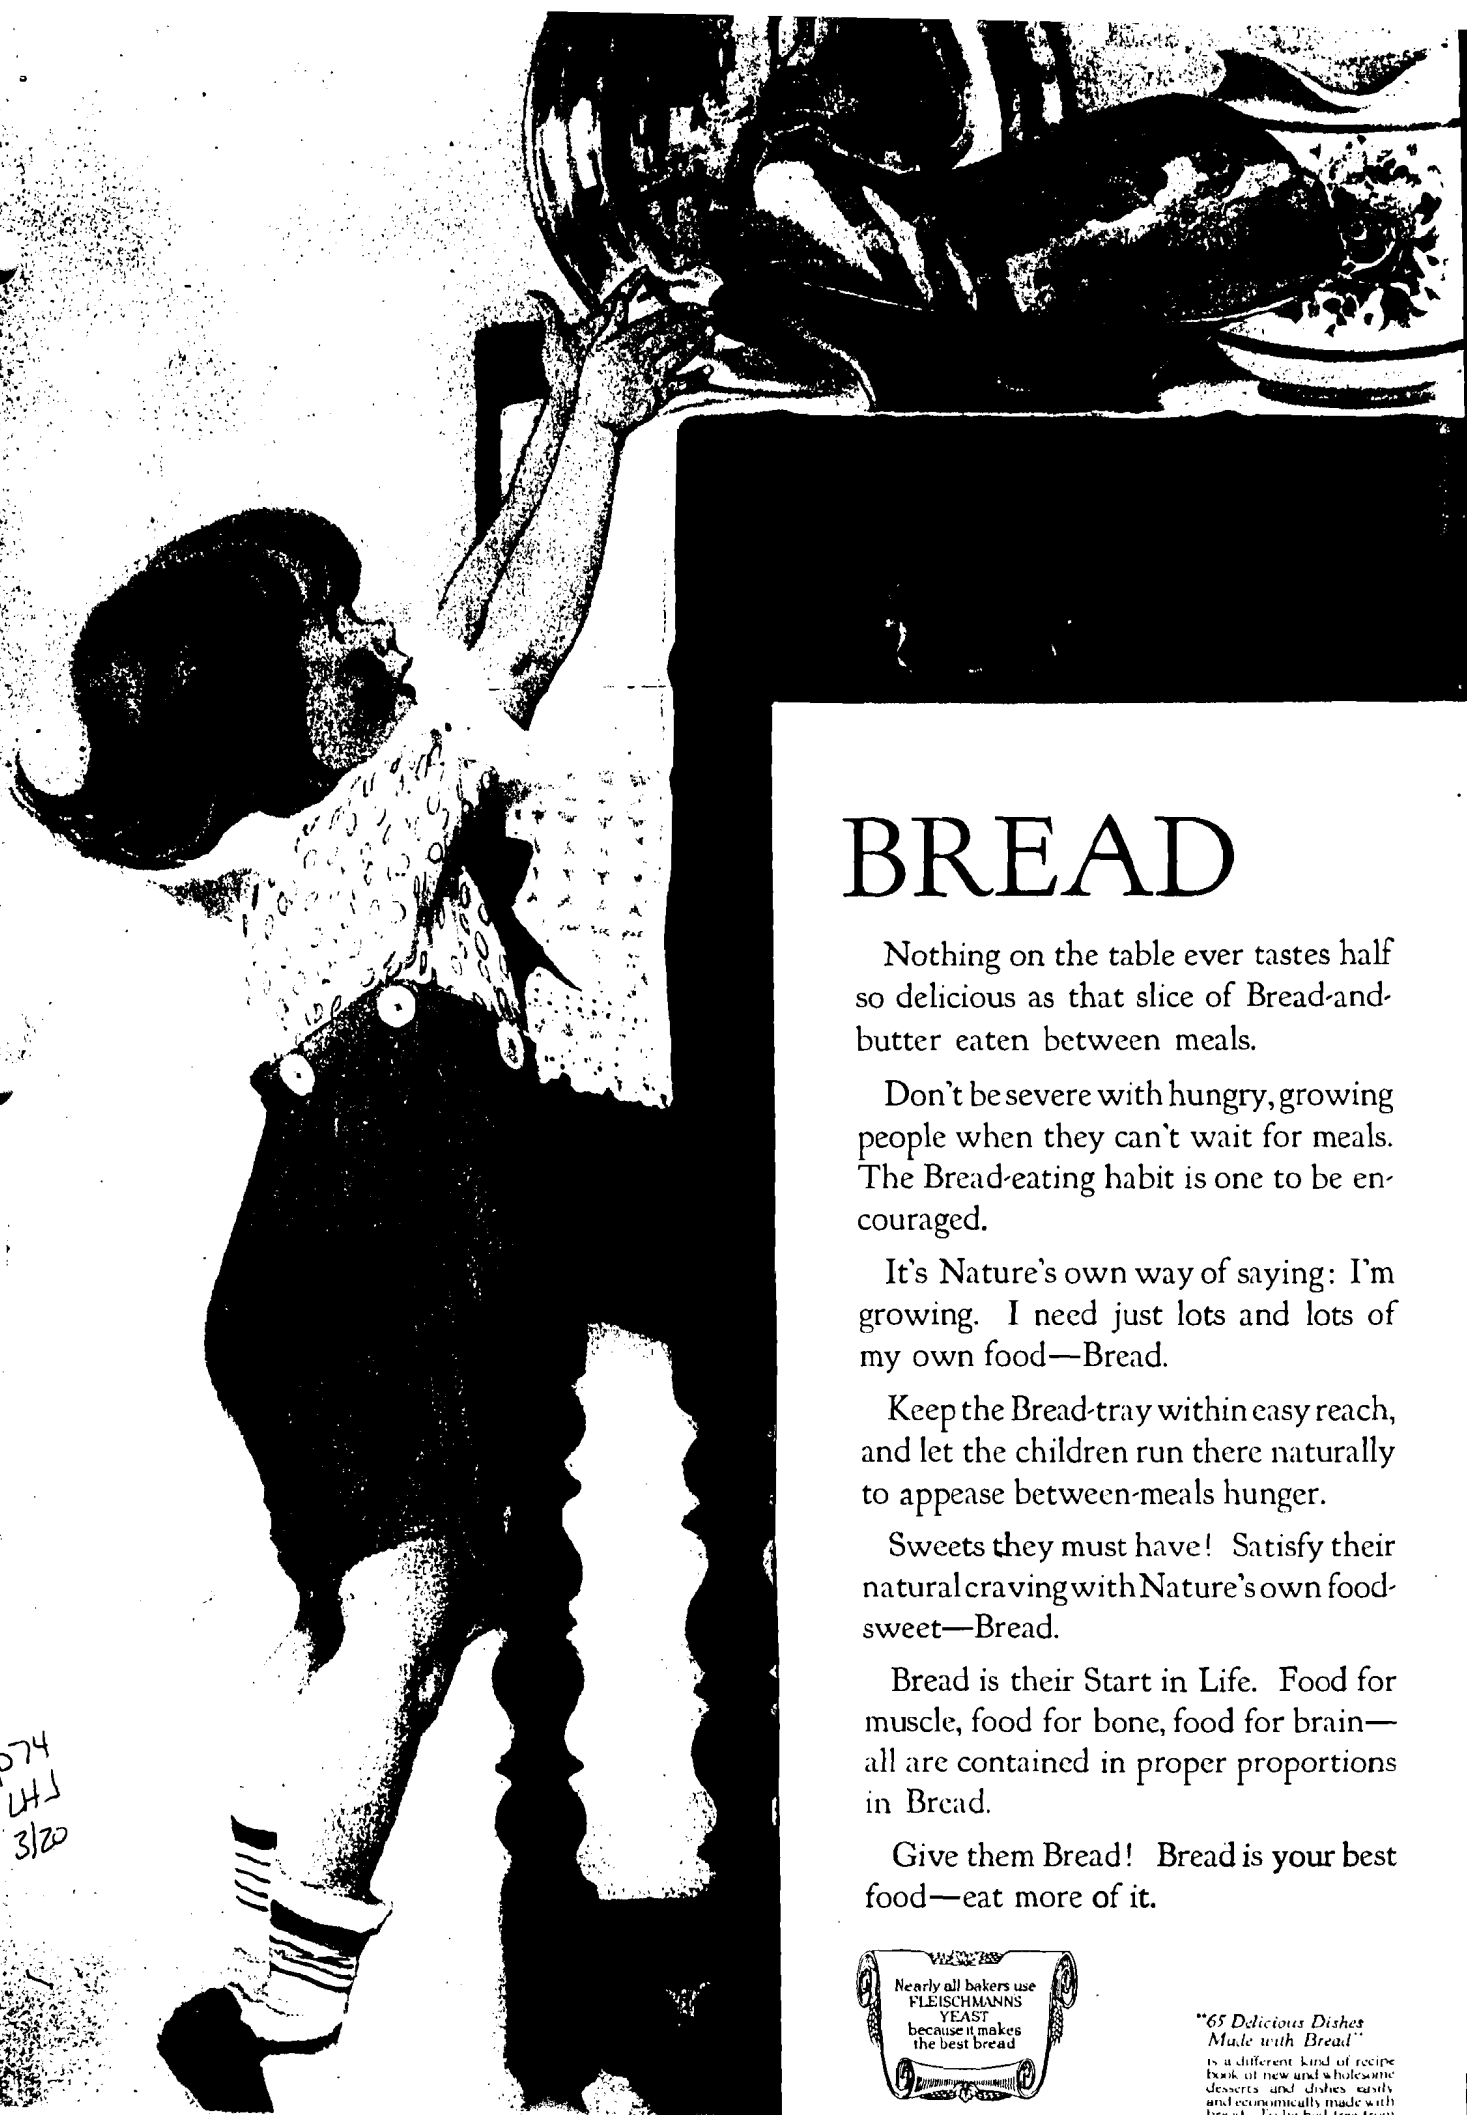 BREAD
Nothing on the table ever tastes half
so delicious as that slice of Bread-and-
butter eaten between meals.
Don't be severe with hungry, growing
people when they can't wait for meals.
The Bread-eating habit is one to be en-
couraged.
It's Nature's own way of saying: I'm
growing. I need just lots and lots of
my own food—Bread.
Keep the Bread-tray within easy reach,
and let the children run there naturally
to appease between-meals hunger.
Sweets they must have! Satisfy their
natural craving with Nature's own food-
sweet—Bread.
Bread is their Start in Life. Food for
muscle, food for bone, food for brain—
all are contained in proper proportions
in Bread.
Give them Bread! Bread is your best
food—eat more of it.
074
LHJ
3/20
Nearly all bakers use
FLEISCHMANNS
YEAST
because it makes
the best bread
"65 Delicious Dishes
Made with Bread"
is a different kind of recipe
book of new and wholesome
desserts and dishes easily
and economically made with